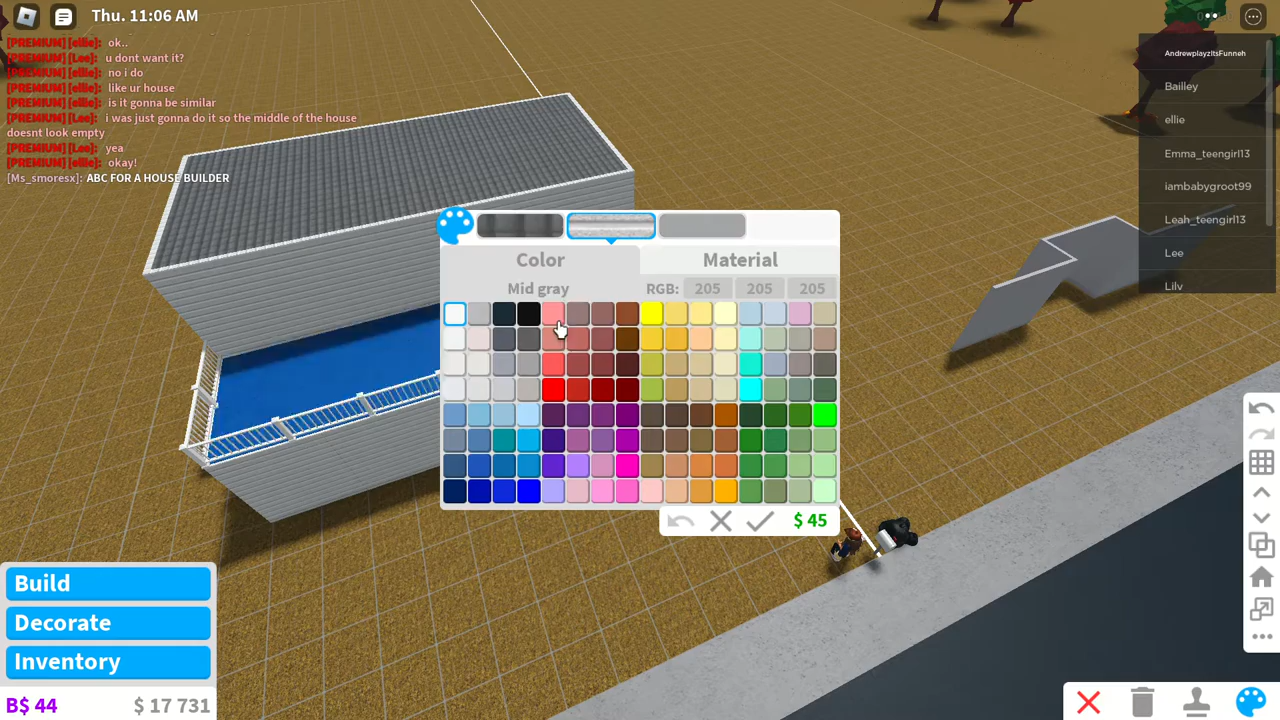 Thu. 11:06 AM
[PREMIUM] [ellie]: ok..
[PREMIUM] [Lee]: u dont want it?
[PREMIUM] [ellie]: no i do
[PREMIUM] [ellie]: like ur house
[PREMIUM] [ellie]: is it gonna be similar
[PREMIUM] [Lee]: i was just gonna do it so the middle of the house
doesnt look empty
[PREMIUM] [Lee]: yea
[PREMIUM] [ellie]: okay!
[Ms_smoresx]: ABC FOR A HOUSE BUILDER
AndrewplayzItsFunneh
Bailley
ellie
Emma_teengirl13
iambabygroot99
Leah_teengirl13
Lee
Lily
Color
Material
Mid gray
RGB: 205 205 205
$ 45
Build
Decorate
Inventory
B$ 44
$ 17 731